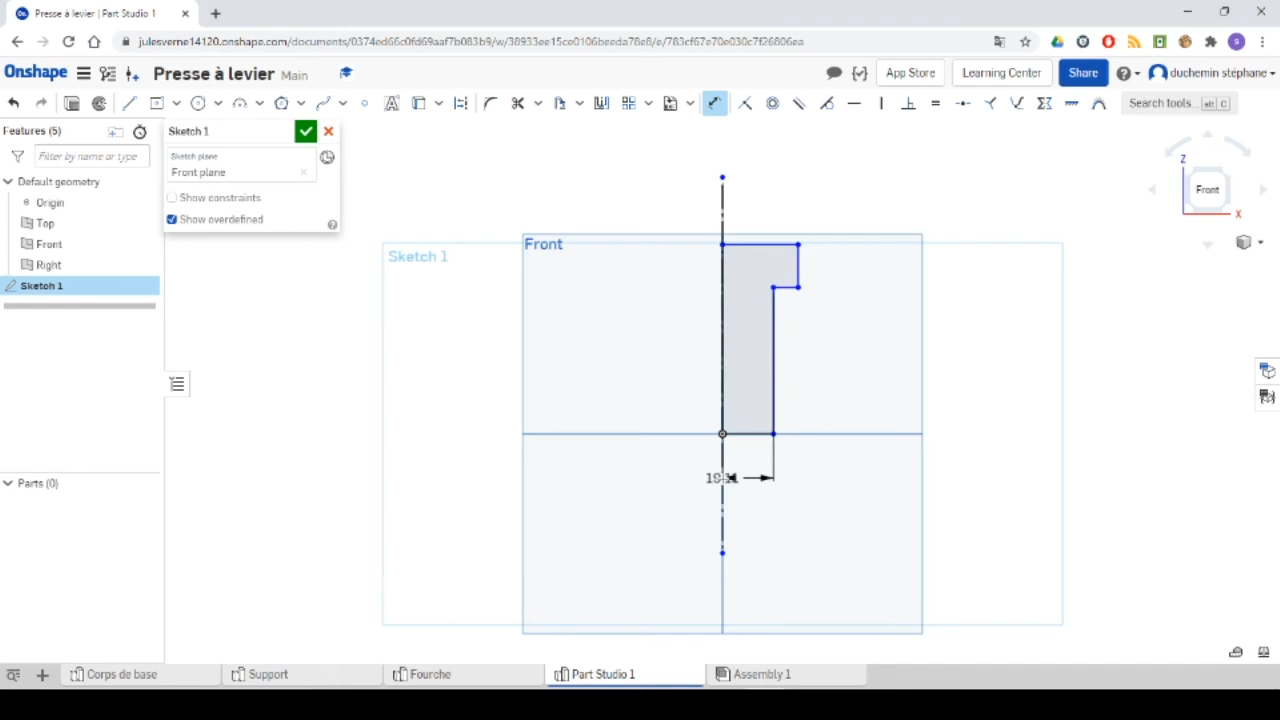 Presse à levier | Part Studio 1
julesverne14120.onshape.com/documents/0374ed66c0fd69aaf7b083b9/w/38933ee15ce0106beeda78e8/e/783cf67e70e030c7f26806ea
Onshape Presse à levier Main App Store Learning Center Share duchemin stéphane
Search tools... alt C
Features (5)
Filter by name or type
Default geometry
Origin
Top
Front
Right
Sketch 1
Parts (0)
Sketch 1
Sketch plane
Front plane
Show constraints
Show overdefined
Sketch 1
Front
Z
Front
X
Corps de base Support Fourche Part Studio 1 Assembly 1